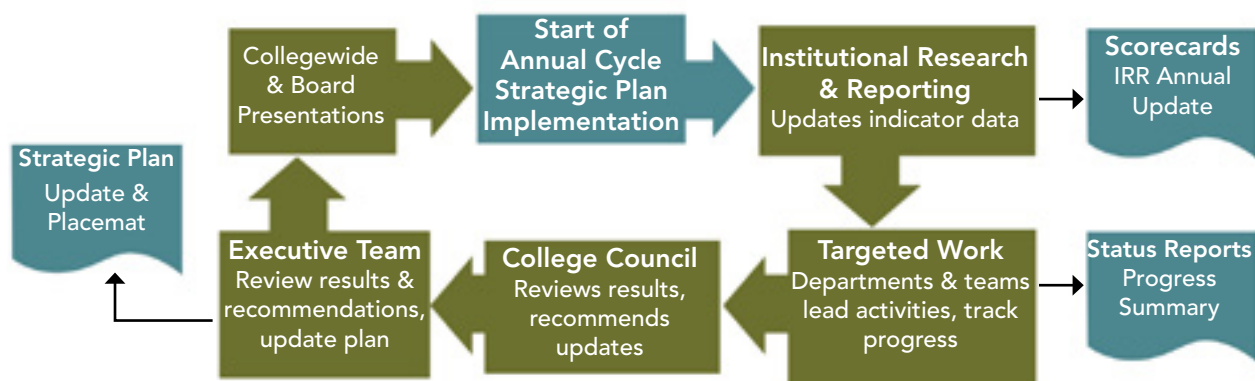 Collegewide
& Board
Presentations
Start of
Annual Cycle
Strategic Plan
Implementation
Institutional Research
& Reporting
Updates indicator data
Scorecards
IRR Annual
Update
Strategic Plan
Update &
Placemat
Executive Team
Review results &
recommendations,
update plan
College Council
Reviews results,
recommends
updates
Targeted Work
Departments & teams
lead activities, track
progress
Status Reports
Progress
Summary